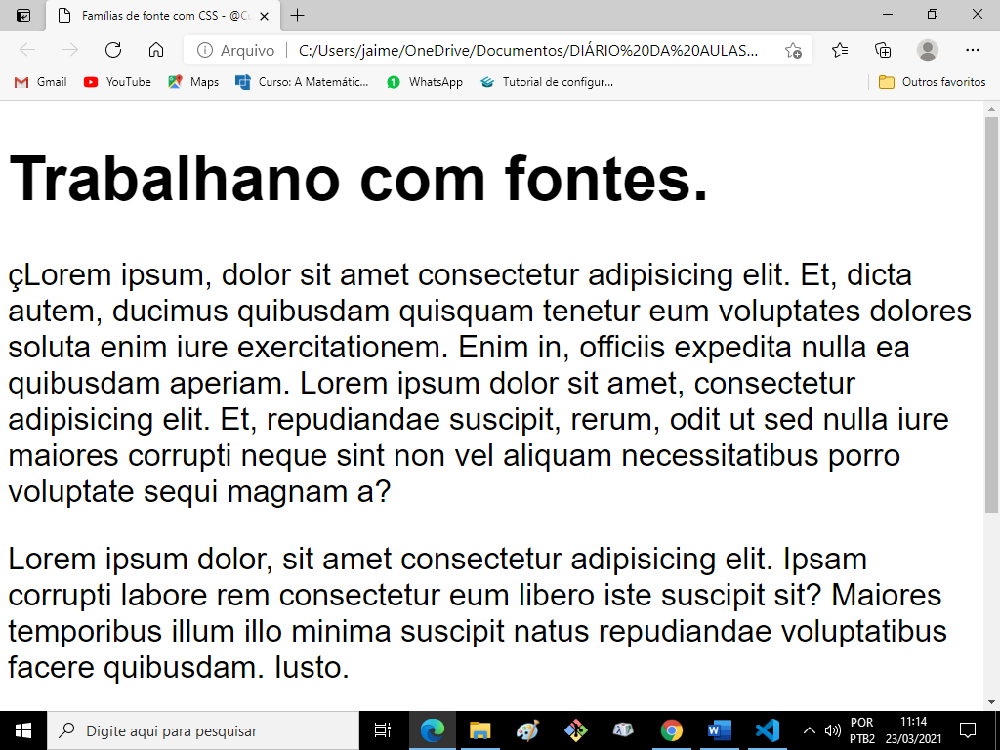 Famílias de fonte com CSS - @Cu
Arquivo
C:/Users/jaime/OneDrive/Documentos/DIÁRIO%20DA%20AULAS...
Gmail YouTube Maps Curso: A Matemátic... WhatsApp Tutorial de configur... Outros favoritos
Trabalhano com fontes.
çLorem ipsum, dolor sit amet consectetur adipisicing elit. Et, dicta
autem, ducimus quibusdam quisquam tenetur eum voluptates dolores
soluta enim iure exercitationem. Enim in, officiis expedita nulla ea
quibusdam aperiam. Lorem ipsum dolor sit amet, consectetur
adipisicing elit. Et, repudiandae suscipit, rerum, odit ut sed nulla iure
maiores corrupti neque sint non vel aliquam necessitatibus porro
voluptate sequi magnam a?
Lorem ipsum dolor, sit amet consectetur adipisicing elit. Ipsam
corrupti labore rem consectetur eum libero iste suscipit sit? Maiores
temporibus illum illo minima suscipit natus repudiandae voluptatibus
facere quibusdam. Iusto.
Digite aqui para pesquisar
POR
PTB2
11:14
23/03/2021